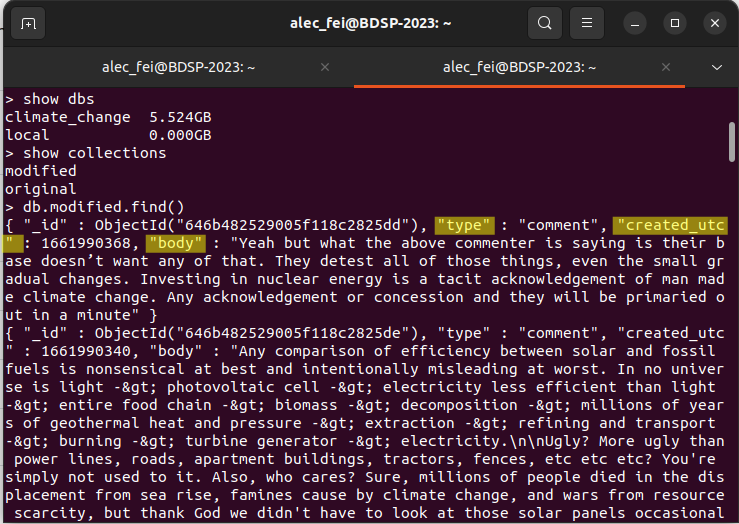 alec_fei@BDSP-2023: ~
alec_fei@BDSP-2023: ~ × alec_fei@BDSP-2023: ~ ×
> show dbs
climate_change  5.524GB
local           0.000GB
> show collections
modified
original
> db.modified.find()
{ "_id" : ObjectId("646b482529005f118c2825dd"), "type" : "comment", "created_utc
" : 1661990368, "body" : "Yeah but what the above commenter is saying is their b
ase doesn’t want any of that. They detest all of those things, even the small gr
adual changes. Investing in nuclear energy is a tacit acknowledgement of man mad
e climate change. Any acknowledgement or concession and they will be primaried o
ut in a minute" }
{ "_id" : ObjectId("646b482529005f118c2825de"), "type" : "comment", "created_utc
" : 1661990340, "body" : "Any comparison of efficiency between solar and fossil
fuels is nonsensical at best and intentionally misleading at worst. In no univer
se is light -&gt; photovoltaic cell -&gt; electricity less efficient than light
-&gt; entire food chain -&gt; biomass -&gt; decomposition -&gt; millions of year
s of geothermal heat and pressure -&gt; extraction -&gt; refining and transport
-&gt; burning -&gt; turbine generator -&gt; electricity.\n\nUgly? More ugly than
 power lines, roads, apartment buildings, tractors, fences, etc etc etc? You're
simply not used to it. Also, who cares? Sure, millions of people died in the dis
placement from sea rise, famines cause by climate change, and wars from resource
 scarcity, but thank God we didn't have to look at those solar panels occasional